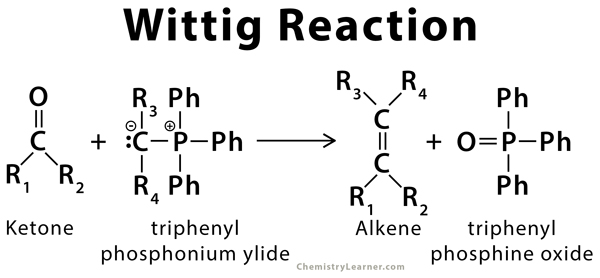 Wittig Reaction
O
C
R1 R2
+
R3 Ph
⊖ ⊕
:C—P—Ph
R4 Ph
R3 R4
C
C
R1 R2
+
Ph
O=P—Ph
Ph
Ketone
triphenyl
phosphonium ylide
Alkene
triphenyl
phosphine oxide
ChemistryLearner.com